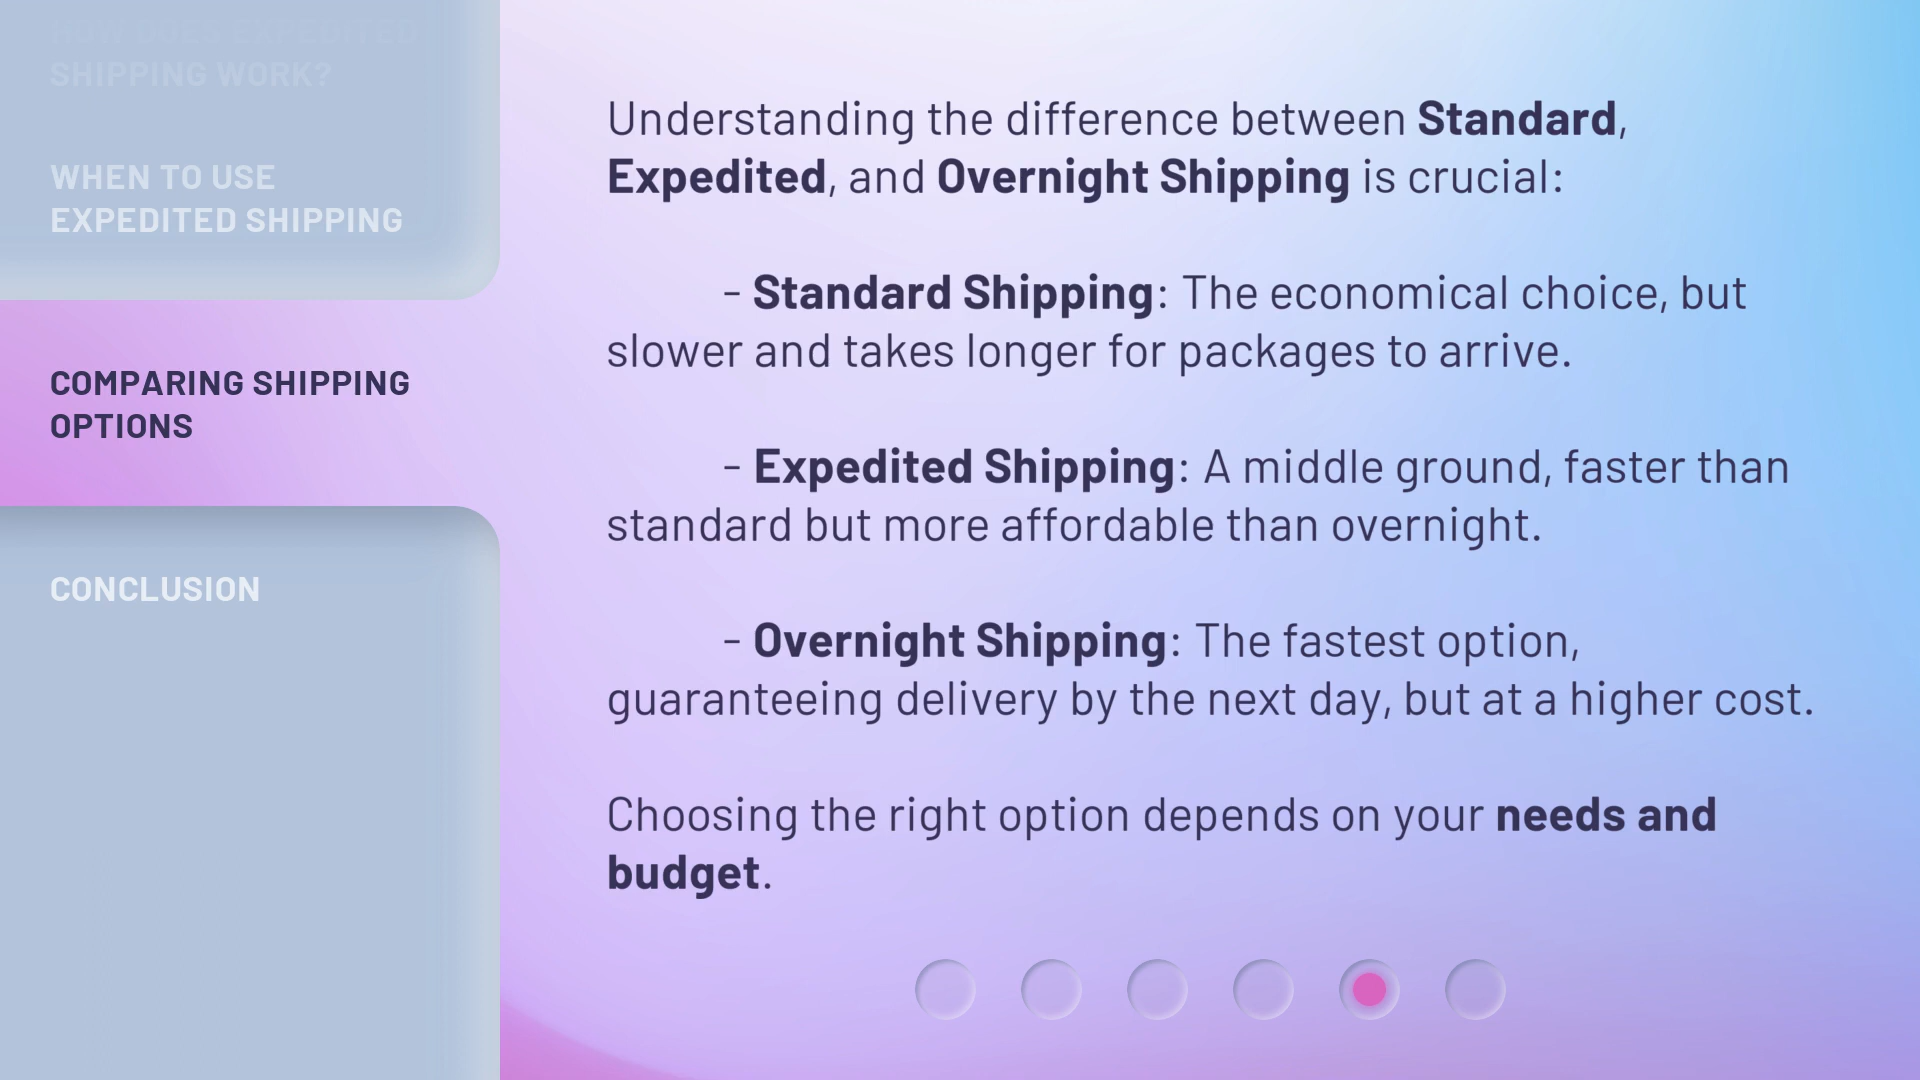 HOW DOES EXPEDITED
SHIPPING WORK?
WHEN TO USE
EXPEDITED SHIPPING
COMPARING SHIPPING
OPTIONS
CONCLUSION
Understanding the difference between Standard,
Expedited, and Overnight Shipping is crucial:
- Standard Shipping: The economical choice, but
slower and takes longer for packages to arrive.
- Expedited Shipping: A middle ground, faster than
standard but more affordable than overnight.
- Overnight Shipping: The fastest option,
guaranteeing delivery by the next day, but at a higher cost.
Choosing the right option depends on your needs and
budget.